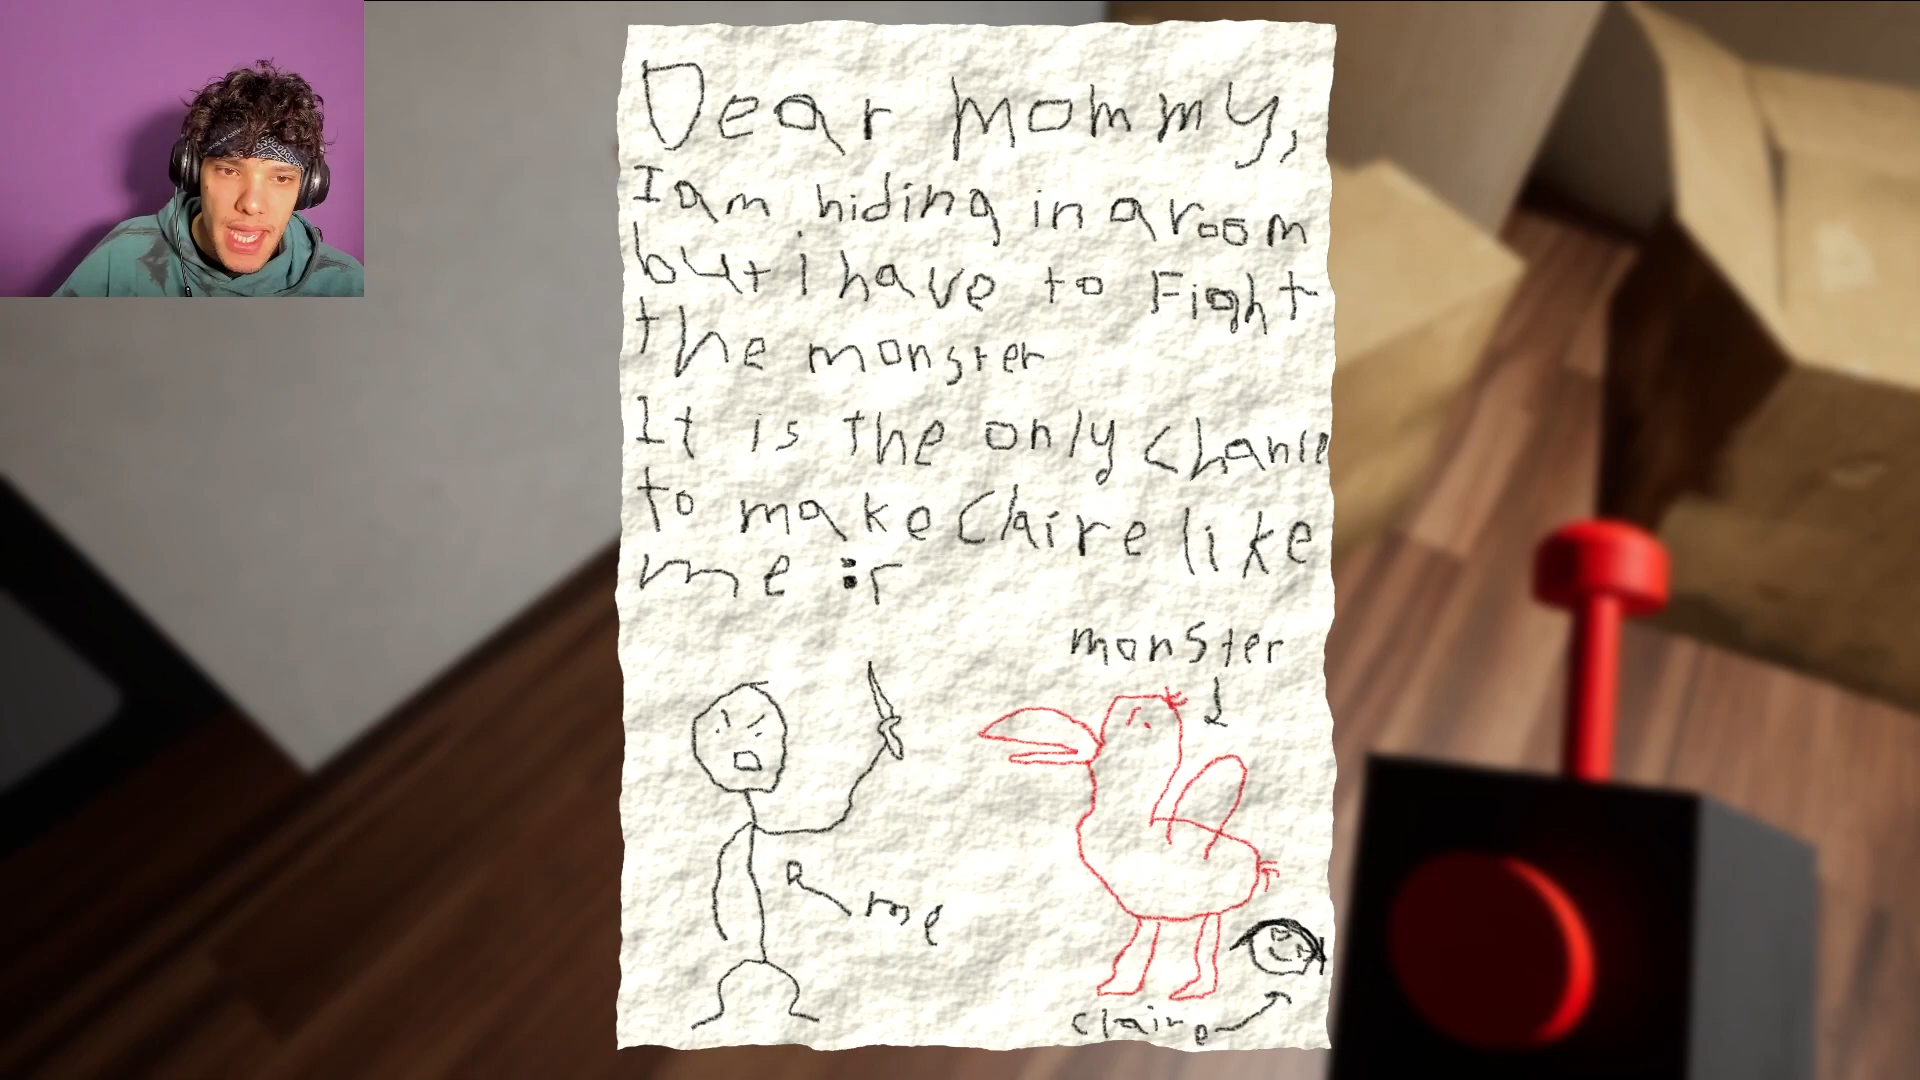 Dear mommy,
I am hiding in a room
but i have to Fight
the monster
It is the only chance
to make Claire like
me :r
monster
me
claire